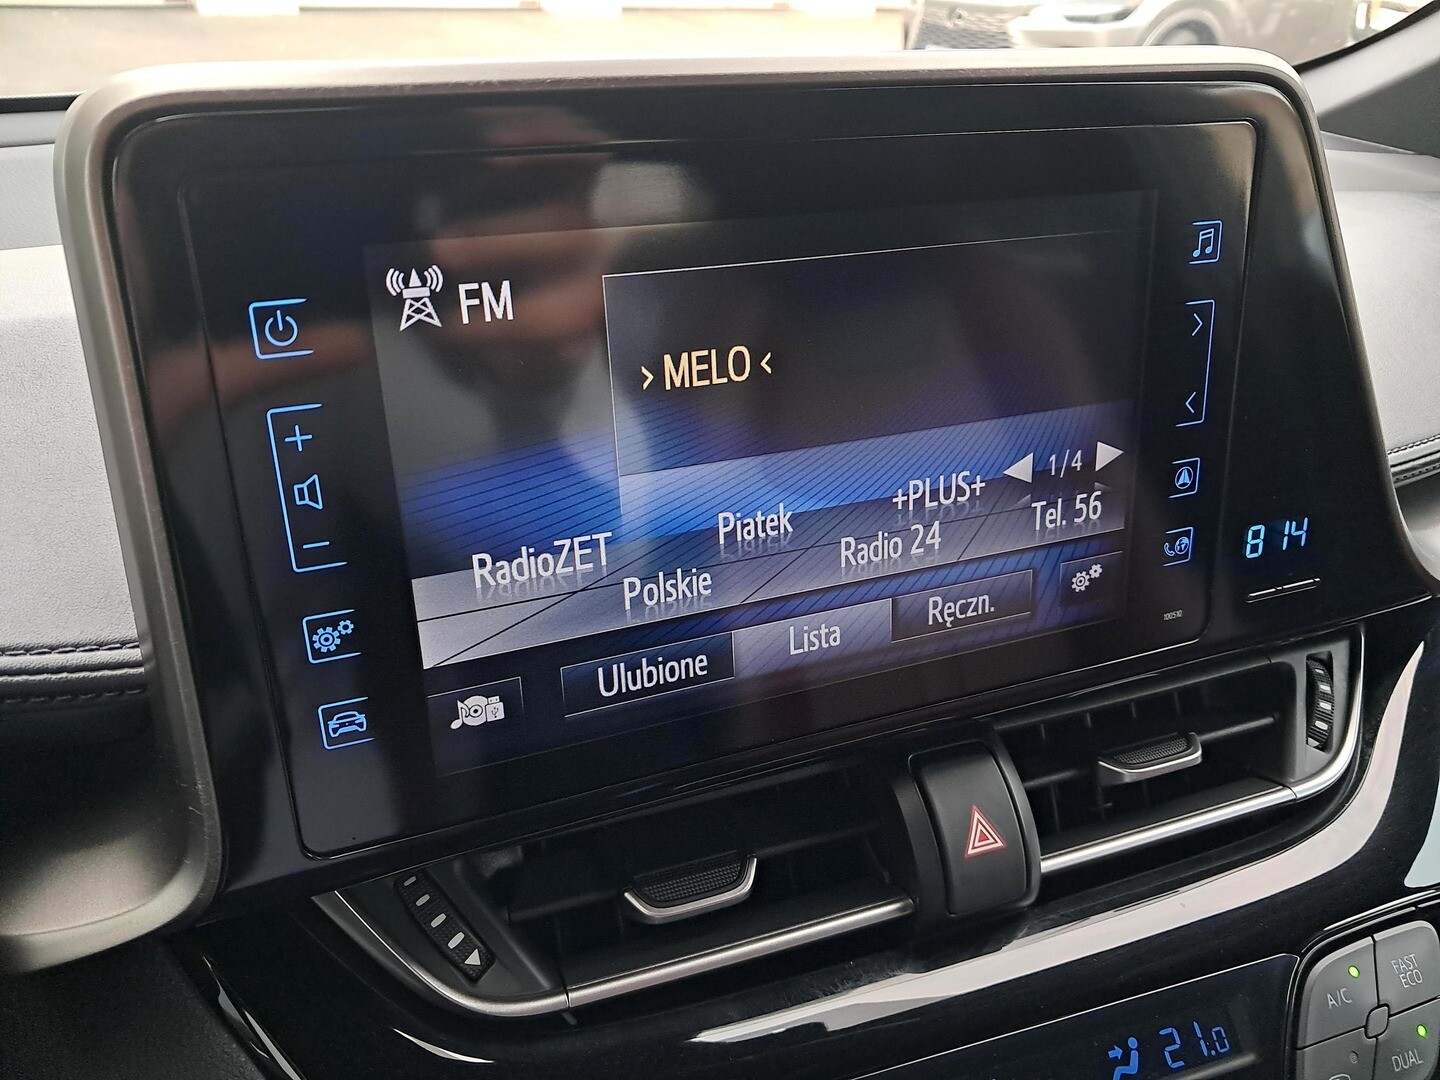 FM
› MELO ‹
1/4
RadioZET
Piatek
+PLUS+
Polskie
Radio 24
Tel. 56
Ulubione
Lista
Ręczn.
100510
8 14
A/C
FAST
ECO
21.0
DUAL